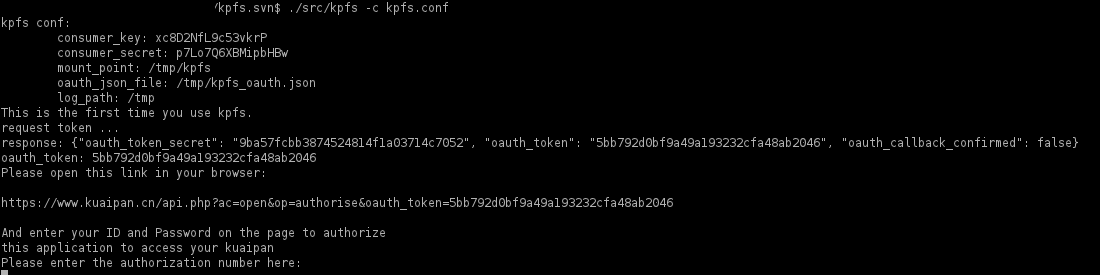 /kpfs.svn$ ./src/kpfs -c kpfs.conf
kpfs conf:
consumer_key: xc8D2NfL9c53vkrP
consumer_secret: p7Lo7Q6XBMipbHBw
mount_point: /tmp/kpfs
oauth_json_file: /tmp/kpfs_oauth.json
log_path: /tmp
This is the first time you use kpfs.
request token ...
response: {"oauth_token_secret": "9ba57fcbb3874524814f1a03714c7052", "oauth_token": "5bb792d0bf9a49a193232cfa48ab2046", "oauth_callback_confirmed": false}
oauth_token: 5bb792d0bf9a49a193232cfa48ab2046
Please open this link in your browser:
https://www.kuaipan.cn/api.php?ac=open&op=authorise&oauth_token=5bb792d0bf9a49a193232cfa48ab2046
And enter your ID and Password on the page to authorize
this application to access your kuaipan
Please enter the authorization number here: